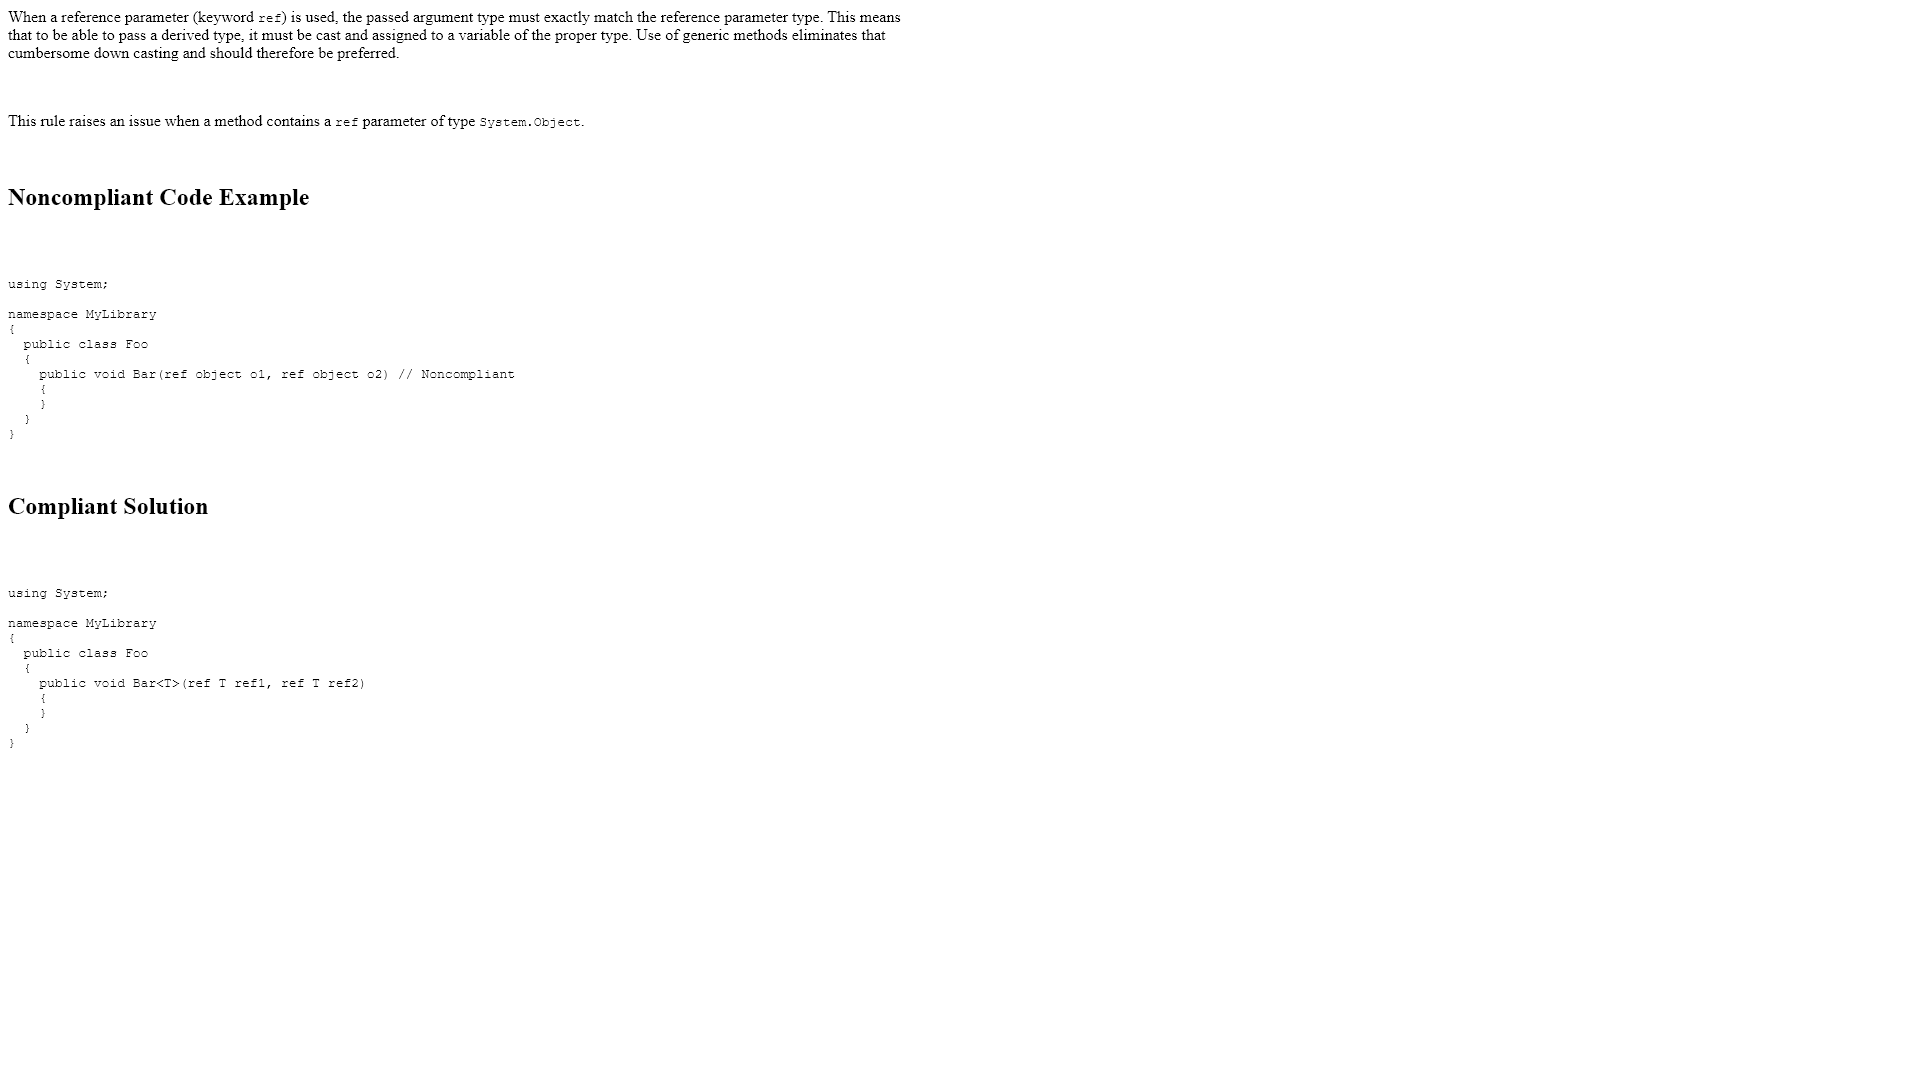 When a reference parameter (keyword ref) is used, the passed argument type must exactly match the reference parameter type. This means
that to be able to pass a derived type, it must be cast and assigned to a variable of the proper type. Use of generic methods eliminates that
cumbersome down casting and should therefore be preferred.
This rule raises an issue when a method contains a ref parameter of type System.Object.
Noncompliant Code Example
using System;
namespace MyLibrary
{
  public class Foo
  {
    public void Bar(ref object o1, ref object o2) // Noncompliant
    {
    }
  }
}
Compliant Solution
using System;
namespace MyLibrary
{
  public class Foo
  {
    public void Bar<T>(ref T ref1, ref T ref2)
    {
    }
  }
}